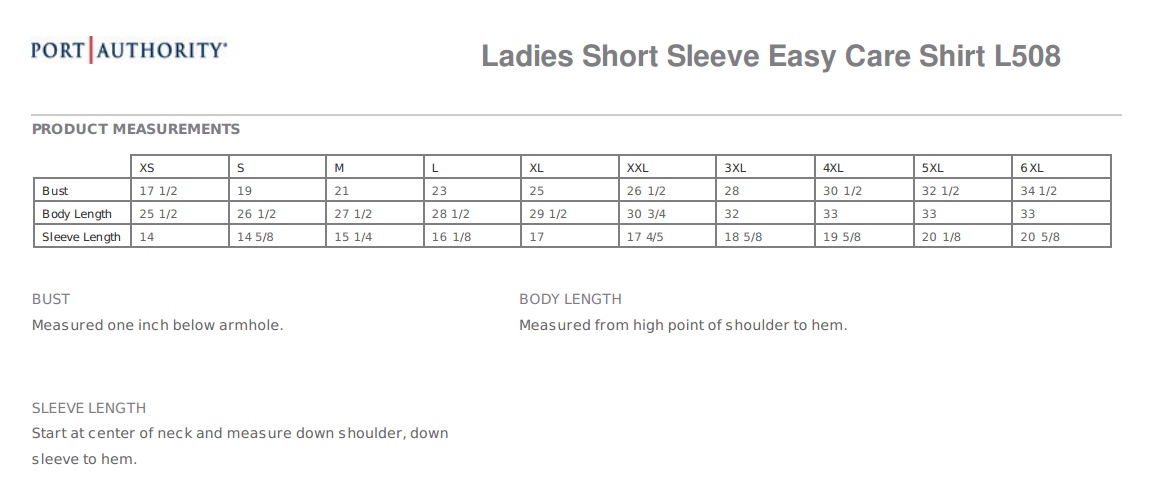 PORT AUTHORITY®
Ladies Short Sleeve Easy Care Shirt L508
PRODUCT MEASUREMENTS
XS S M L XL XXL 3XL 4XL 5XL 6XL
Bust 17 1/2 19 21 23 25 26 1/2 28 30 1/2 32 1/2 34 1/2
Body Length 25 1/2 26 1/2 27 1/2 28 1/2 29 1/2 30 3/4 32 33 33 33
Sleeve Length 14 14 5/8 15 1/4 16 1/8 17 17 4/5 18 5/8 19 5/8 20 1/8 20 5/8
BUST
Measured one inch below armhole.
BODY LENGTH
Measured from high point of shoulder to hem.
SLEEVE LENGTH
Start at center of neck and measure down shoulder, down
sleeve to hem.